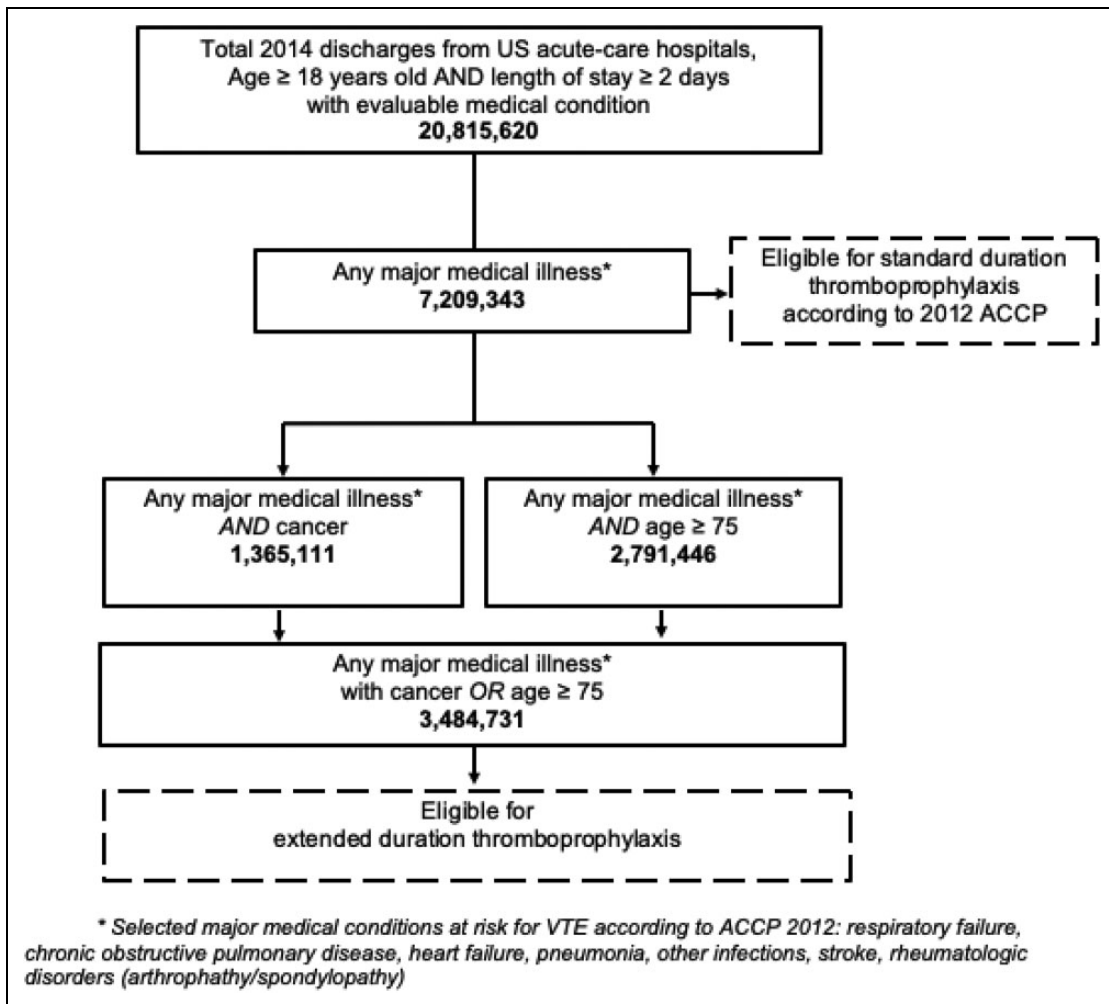 Total 2014 discharges from US acute-care hospitals,
Age ≥ 18 years old AND length of stay ≥ 2 days
with evaluable medical condition
20,815,620
Any major medical illness*
7,209,343
Eligible for standard duration
thromboprophylaxis
according to 2012 ACCP
Any major medical illness*
AND cancer
1,365,111
Any major medical illness*
AND age ≥ 75
2,791,446
Any major medical illness*
with cancer OR age ≥ 75
3,484,731
Eligible for
extended duration thromboprophylaxis
* Selected major medical conditions at risk for VTE according to ACCP 2012: respiratory failure,
chronic obstructive pulmonary disease, heart failure, pneumonia, other infections, stroke, rheumatologic
disorders (arthrophathy/spondylopathy)